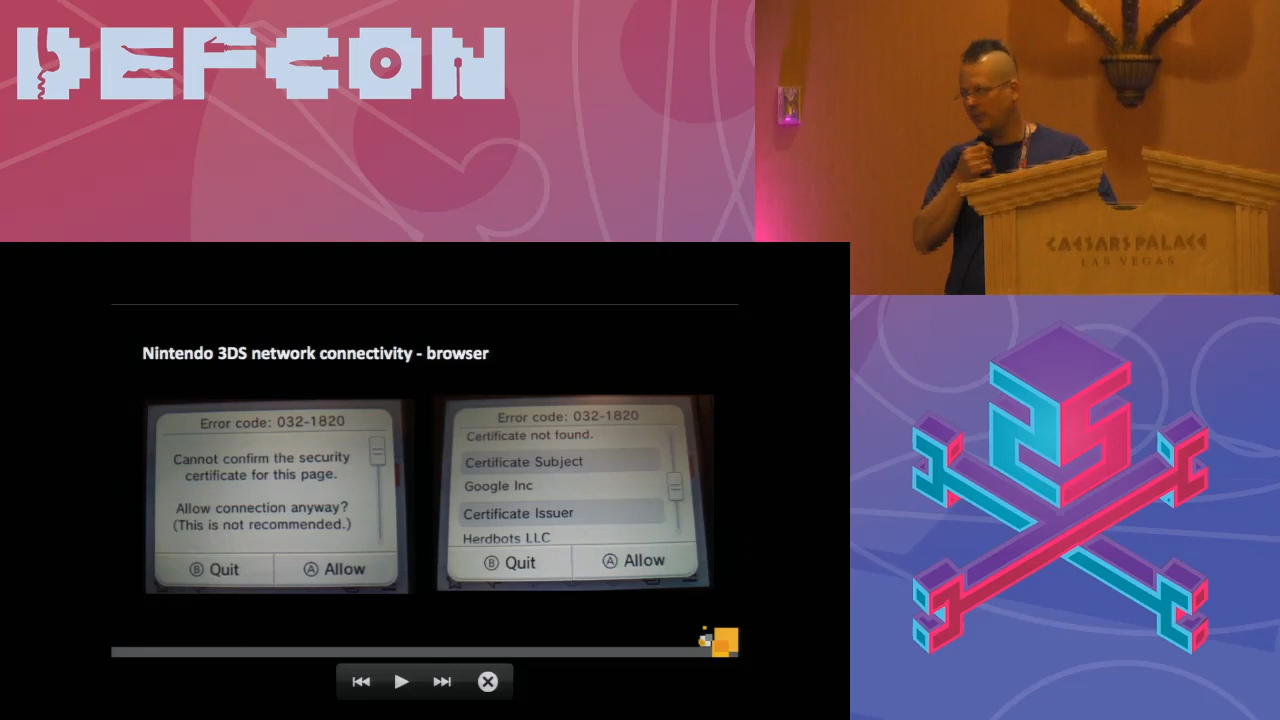 DEFCON
CAESARS PALACE
LAS VEGAS
Nintendo 3DS network connectivity - browser
Error code: 032-1820
Cannot confirm the security
certificate for this page.
Allow connection anyway?
(This is not recommended.)
B Quit
A Allow
Error code: 032-1820
Certificate not found.
Certificate Subject
Google Inc
Certificate Issuer
Herdbots LLC
B Quit
A Allow
25